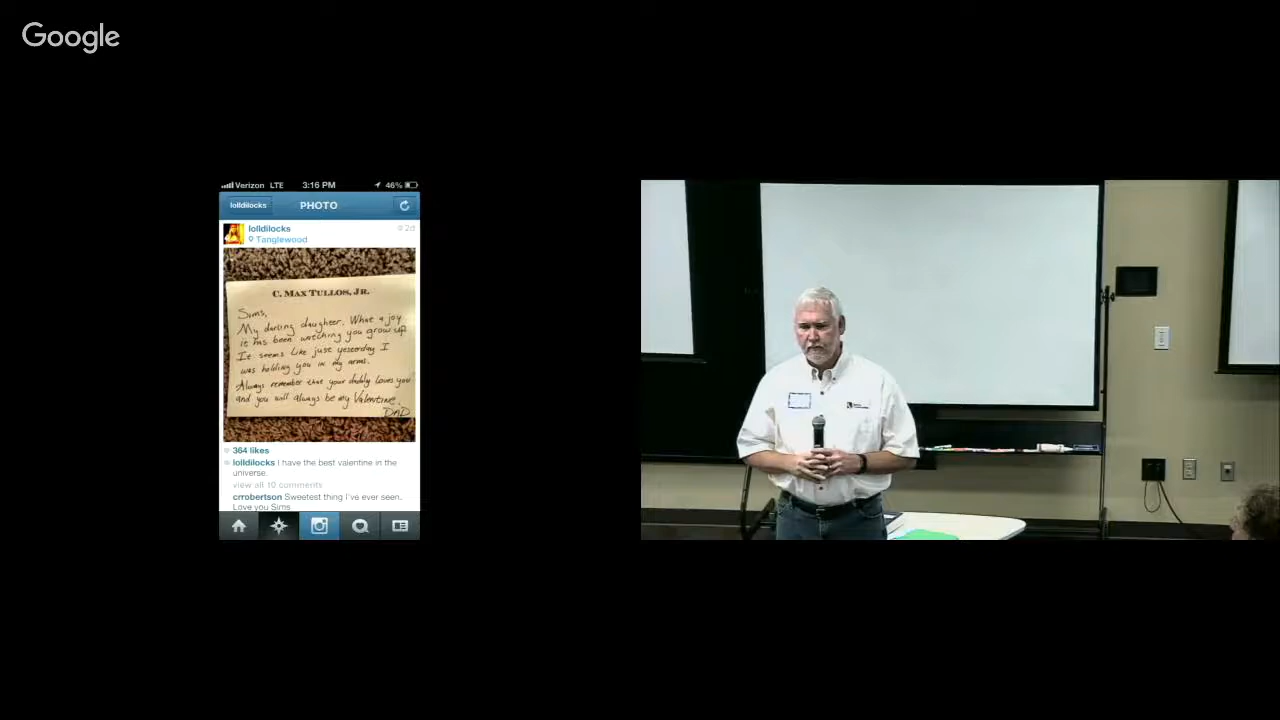 Google
Verizon LTE 3:16 PM 46%
lolldilocks PHOTO
lolldilocks 2d
Tanglewood
C. MAX TULLOS, JR.
Sims,
My darling daugheer. What a joy
it has been watching you grow up
It seems like just yesterday I
was holding you in my arms.
Always remember that your daddy loves you
and you will always be my Valentine.
DAD
364 likes
lolldilocks I have the best valentine in the
universe.
view all 10 comments
crrobertson Sweetest thing I've ever seen.
Love you Sims